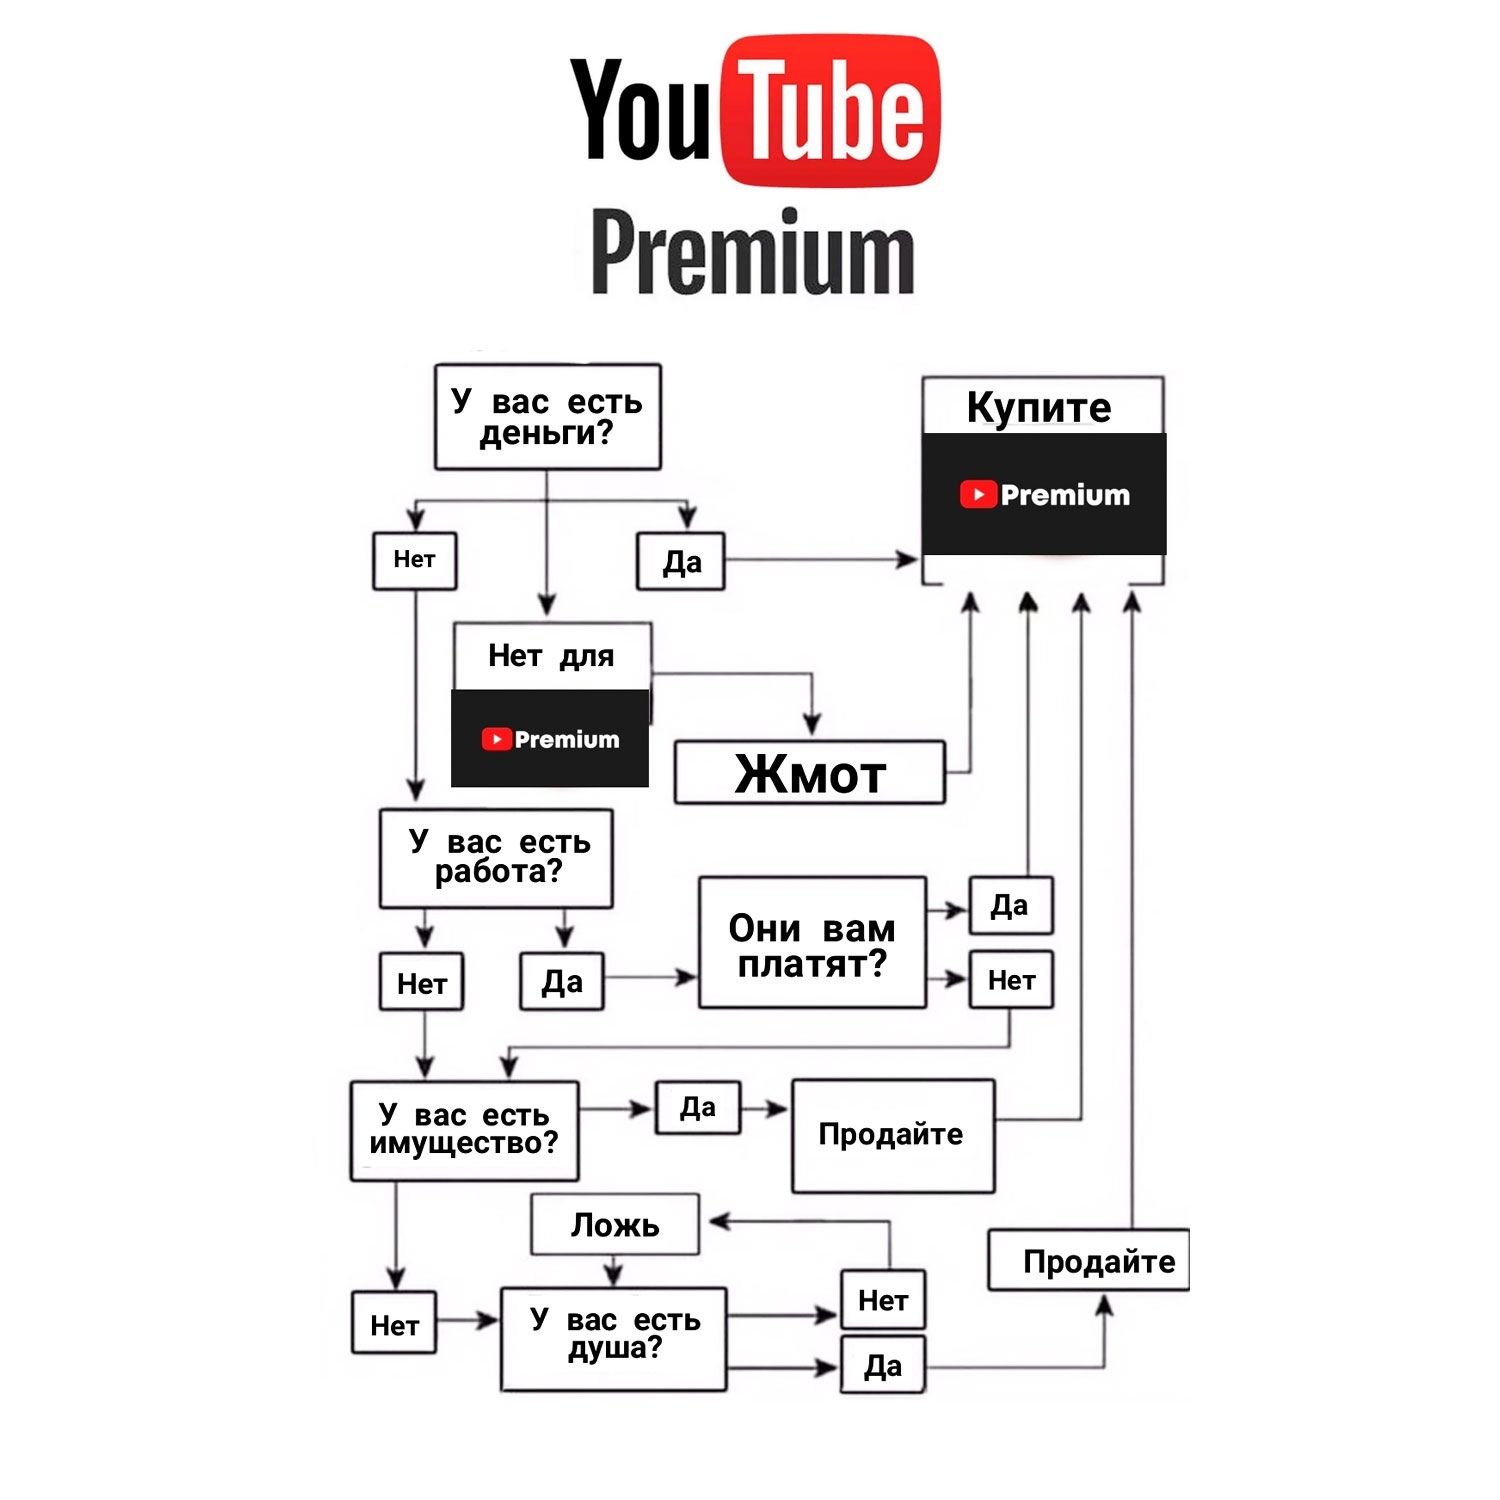 YouTube
Premium
У вас есть
деньги?
Купите
Premium
Нет
Да
Нет для
Premium
Жмот
У вас есть
работа?
Они вам
платят?
Да
Нет
Нет
Да
У вас есть
имущество?
Да
Продайте
Ложь
Продайте
Нет
Нет
У вас есть
душа?
Да